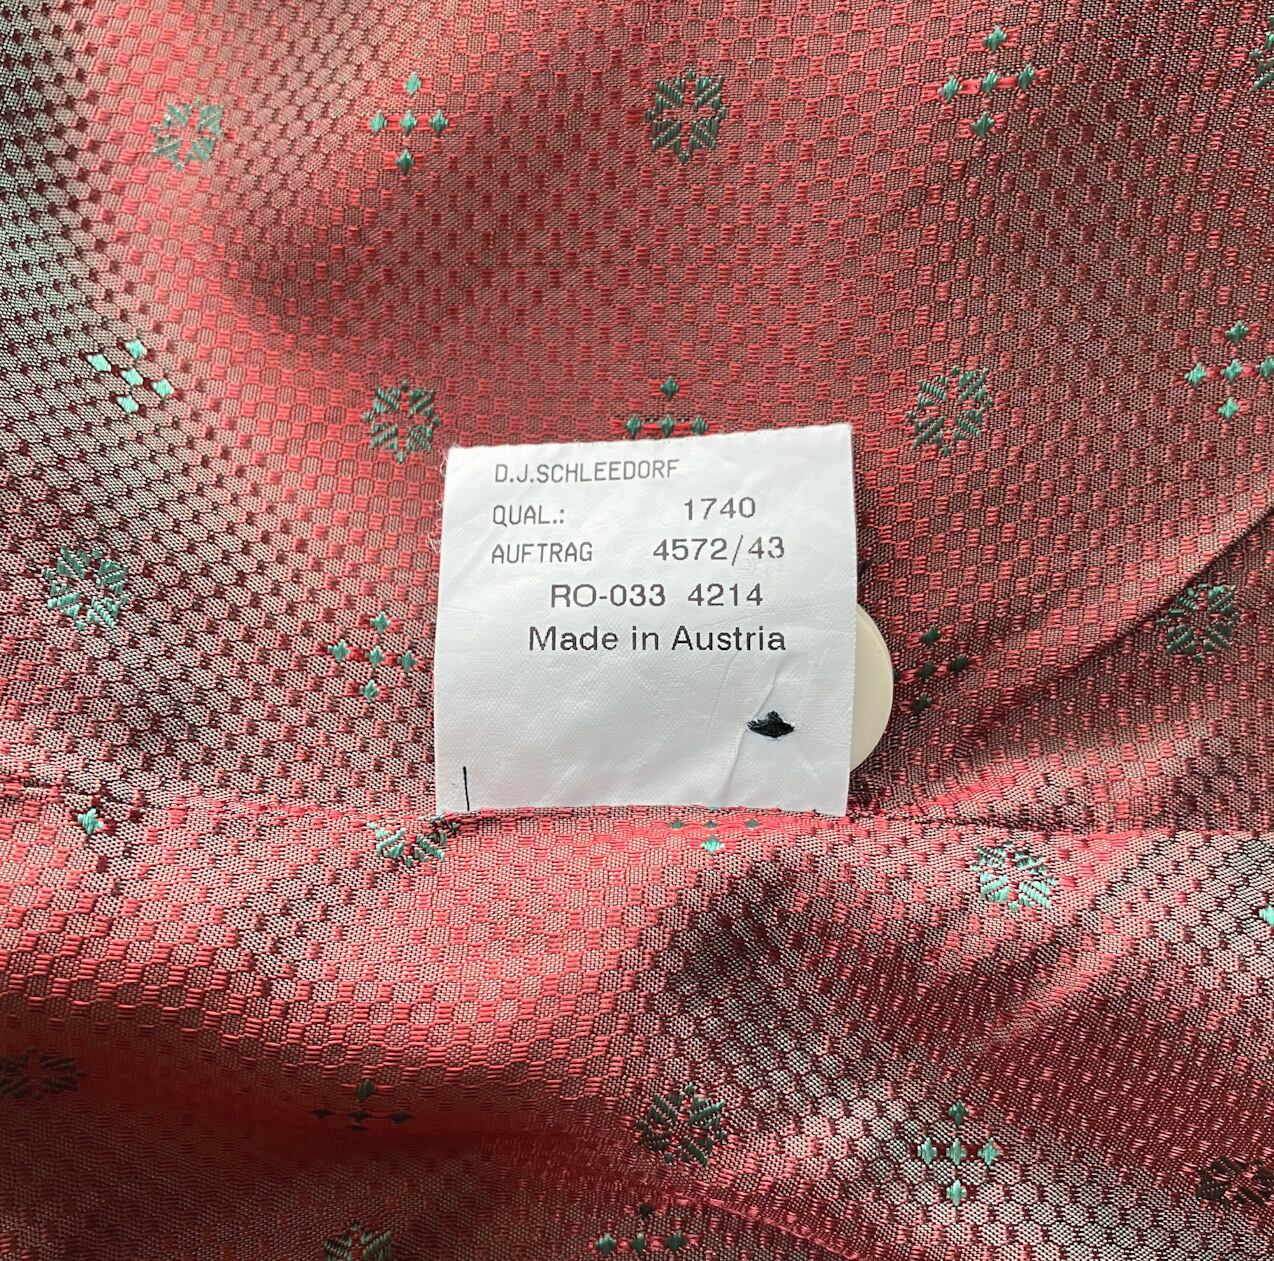 D.J.SCHLEEDORF
QUAL.: 1740
AUFTRAG 4572/43
RO-033 4214
Made in Austria